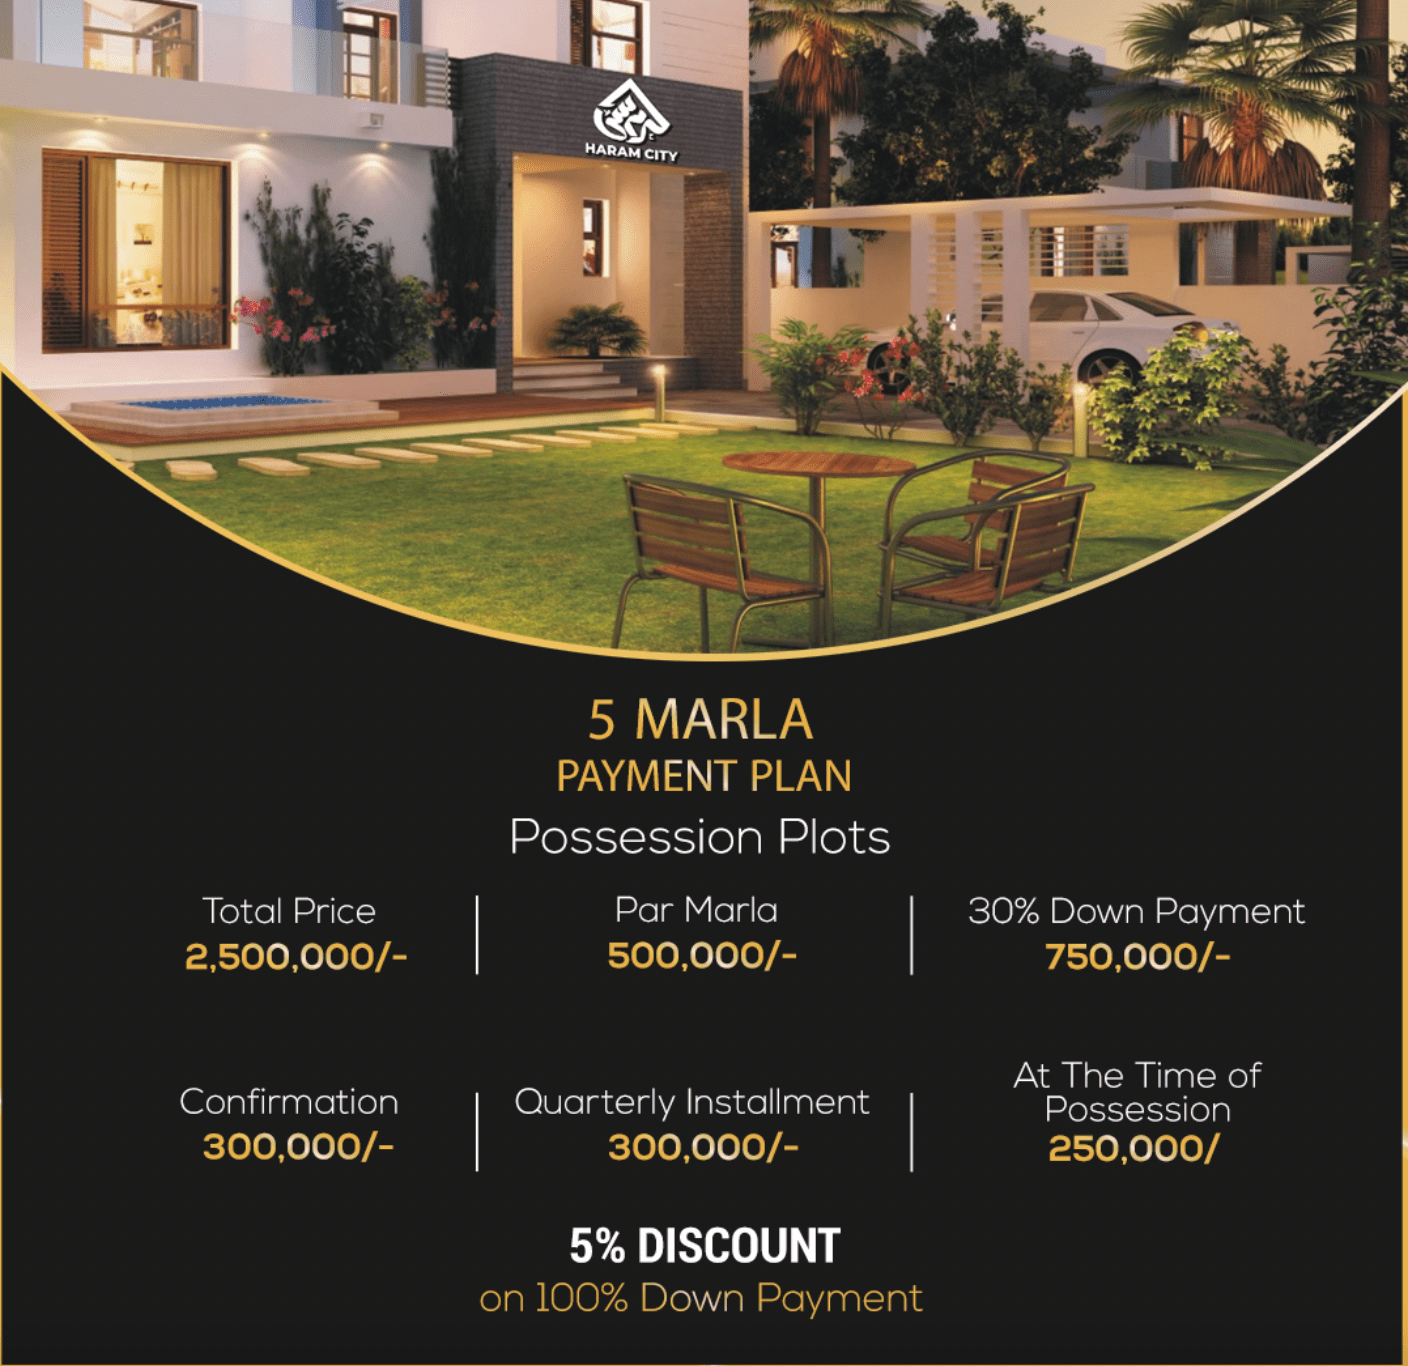 HARAM CITY
5 MARLA
PAYMENT PLAN
Possession Plots
Total Price
2,500,000/-
Par Marla
500,000/-
30% Down Payment
750,000/-
Confirmation
300,000/-
Quarterly Installment
300,000/-
At The Time of
Possession
250,000/
5% DISCOUNT
on 100% Down Payment